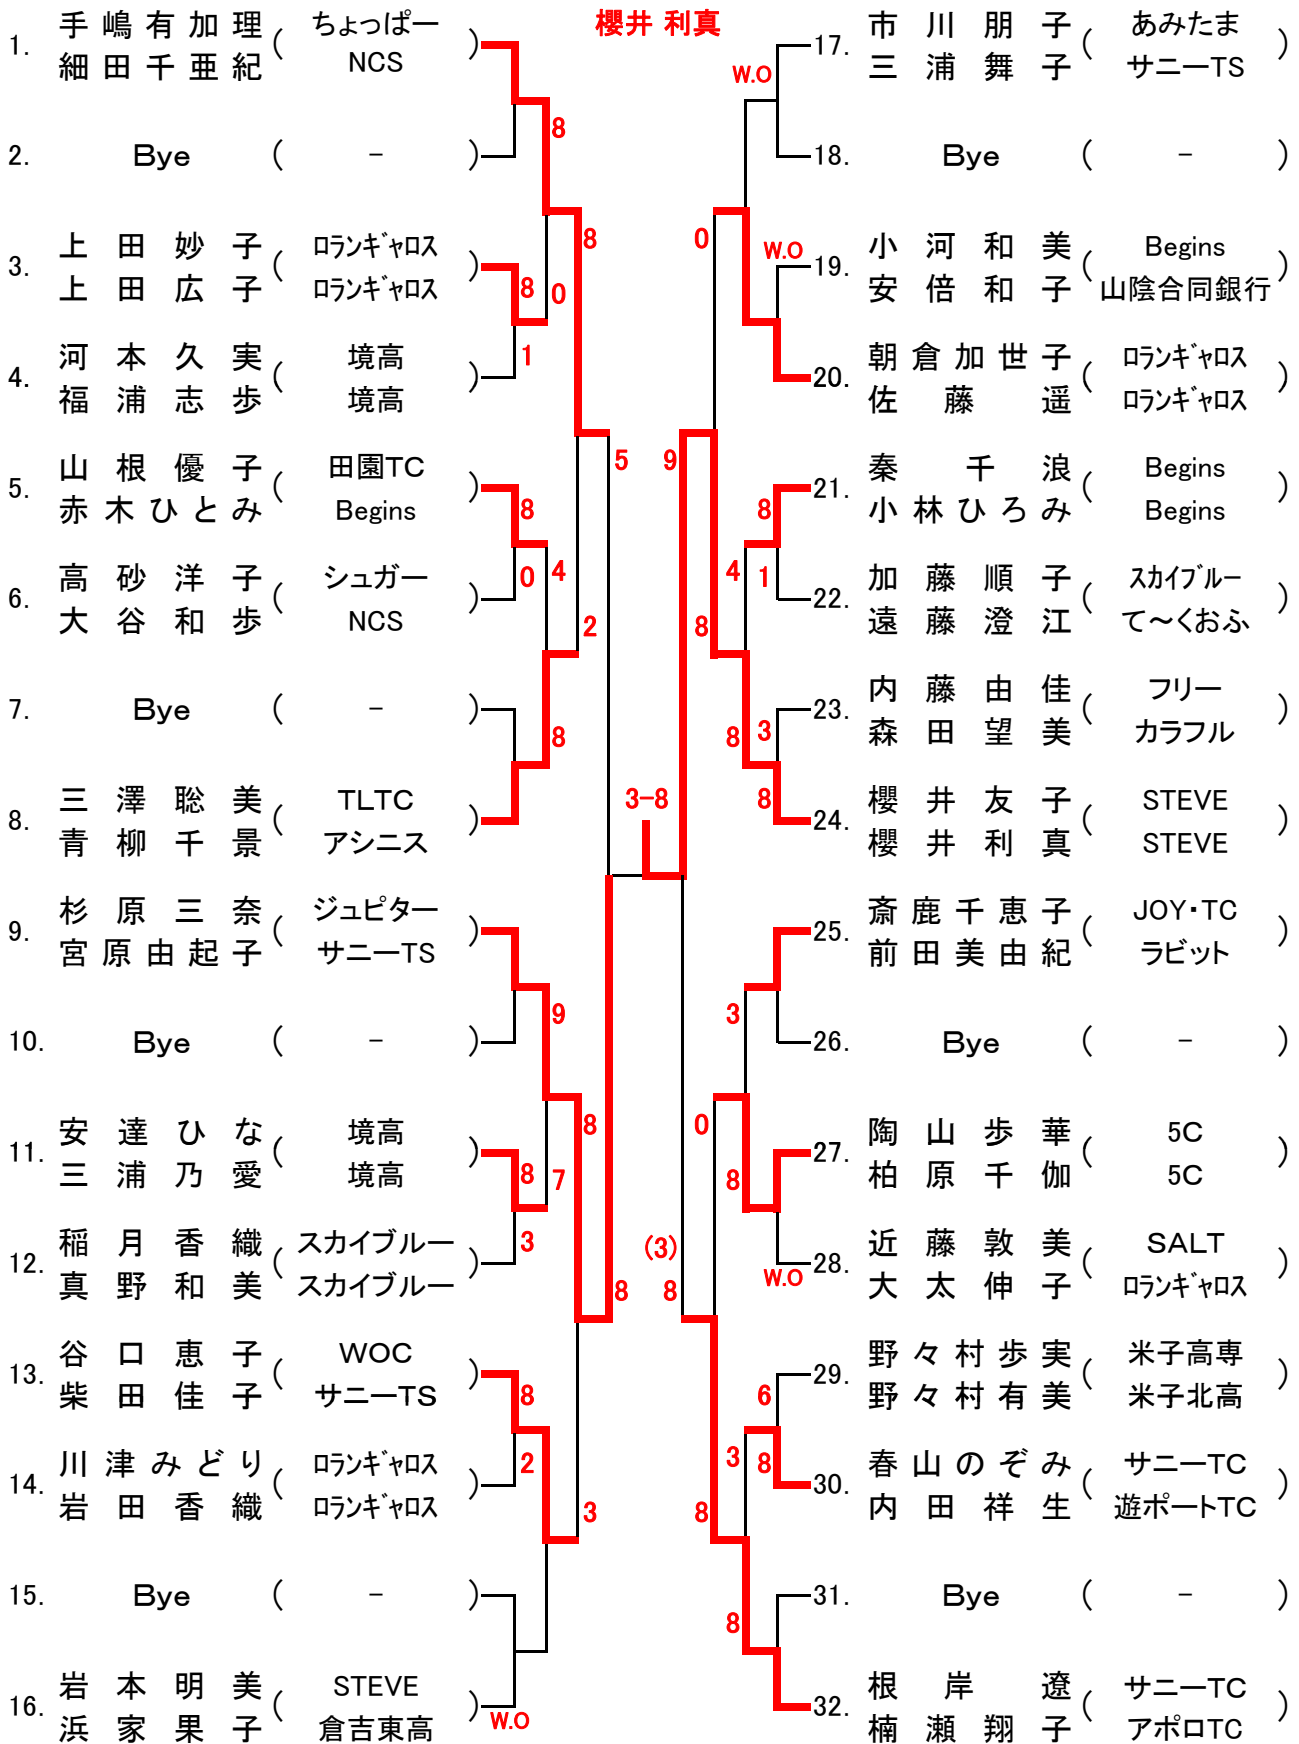 櫻井 利真
1. 手嶋有加理 ( ちょっぱー )
細田千亜紀 NCS
8
2. Bye ( - )
8
3. 上田妙子 ( ロランギャロス )
上田広子 ロランギャロス
8 0
1
4. 河本久実 ( 境高 )
福浦志歩 境高
5
5. 山根優子 ( 田園TC )
赤木ひとみ Begins
8
0 4
6. 高砂洋子 ( シュガー )
大谷和歩 NCS
2
7. Bye ( - )
8
8. 三澤聡美 ( TLTC )
青柳千景 アシニス
3-8
9. 杉原三奈 ( ジュピター )
宮原由起子 サニーTS
9
10. Bye ( - )
8
11. 安達ひな ( 境高 )
三浦乃愛 境高
8 7
3
12. 稲月香織 ( スカイブルー )
真野和美 スカイブルー
8
13. 谷口恵子 ( WOC )
柴田佳子 サニーTS
8
2
14. 川津みどり ( ロランギャロス )
岩田香織 ロランギャロス
3
15. Bye ( - )
16. 岩本明美 ( STEVE )
浜家果子 倉吉東高
W.O
17. 市川朋子 ( あみたま )
三浦舞子 サニーTS
W.O
18. Bye ( - )
0
W.O
19. 小河和美 ( Begins )
安倍和子 山陰合同銀行
20. 朝倉加世子 ( ロランギャロス )
佐藤遥 ロランギャロス
9
21. 秦千浪 ( Begins )
小林ひろみ Begins
8
4 1
22. 加藤順子 ( スカイブルー )
遠藤澄江 て～くおふ
8
23. 内藤由佳 ( フリー )
森田望美 カラフル
8 3
8
24. 櫻井友子 ( STEVE )
櫻井利真 STEVE
25. 斎鹿千恵子 ( JOY・TC )
前田美由紀 ラビット
3
26. Bye ( - )
0
27. 陶山歩華 ( 5C )
柏原千伽 5C
8
28. 近藤敦美 ( SALT )
大太伸子 ロランギャロス
W.O
(3)
8
29. 野々村歩実 ( 米子高専 )
野々村有美 米子北高
6
3 8
30. 春山のぞみ ( サニーTC )
内田祥生 遊ポートTC
8
31. Bye ( - )
8
32. 根岸遼 ( サニーTC )
楠瀬翔子 アポロTC